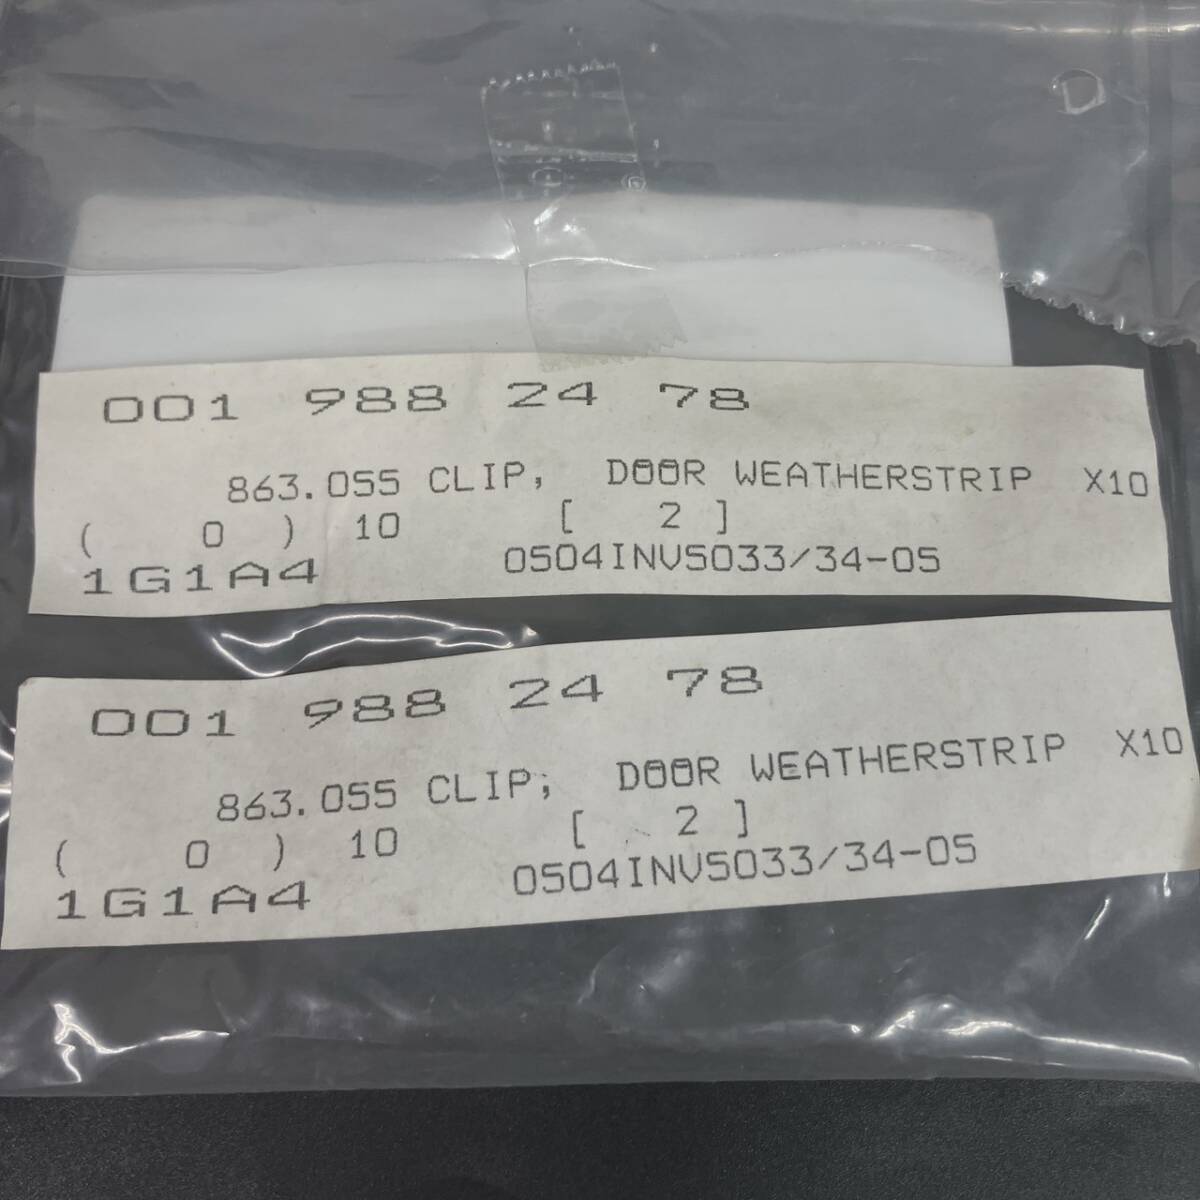 001 988 24 78
863.055 CLIP, DOOR WEATHERSTRIP X10
( 0 ) 10 [ 2 ]
1G1A4 0504INV5033/34-05
001 988 24 78
863.055 CLIP, DOOR WEATHERSTRIP X10
( 0 ) 10 [ 2 ]
1G1A4 0504INV5033/34-05